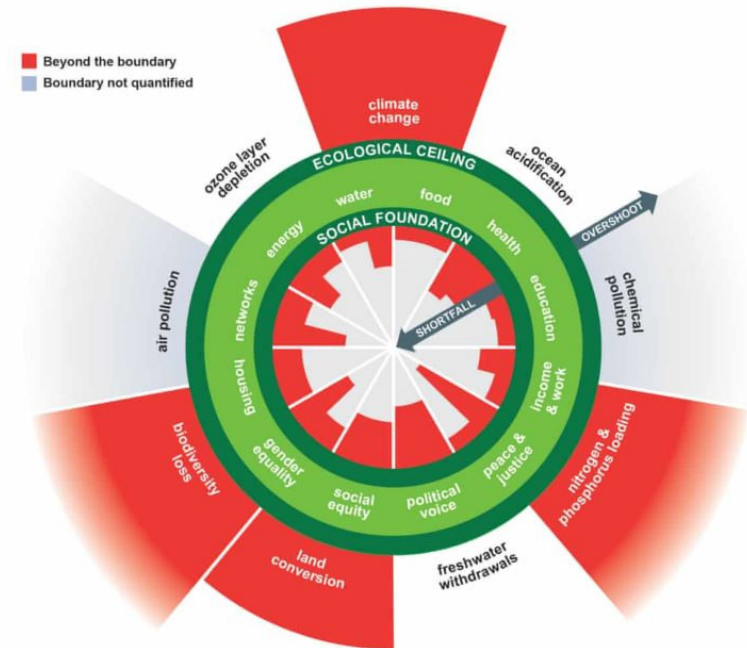 Beyond the boundary
Boundary not quantified
climate
change
ozone layer
depletion
ocean
acidification
ECOLOGICAL CEILING
water
food
energy
health
SOCIAL FOUNDATION
OVERSHOOT
SHORTFALL
air pollution
networks
education
chemical
pollution
housing
income
& work
biodiversity
loss
gender
equality
social
equity
political
voice
peace &
justice
nitrogen &
phosphorus loading
land
conversion
freshwater
withdrawals